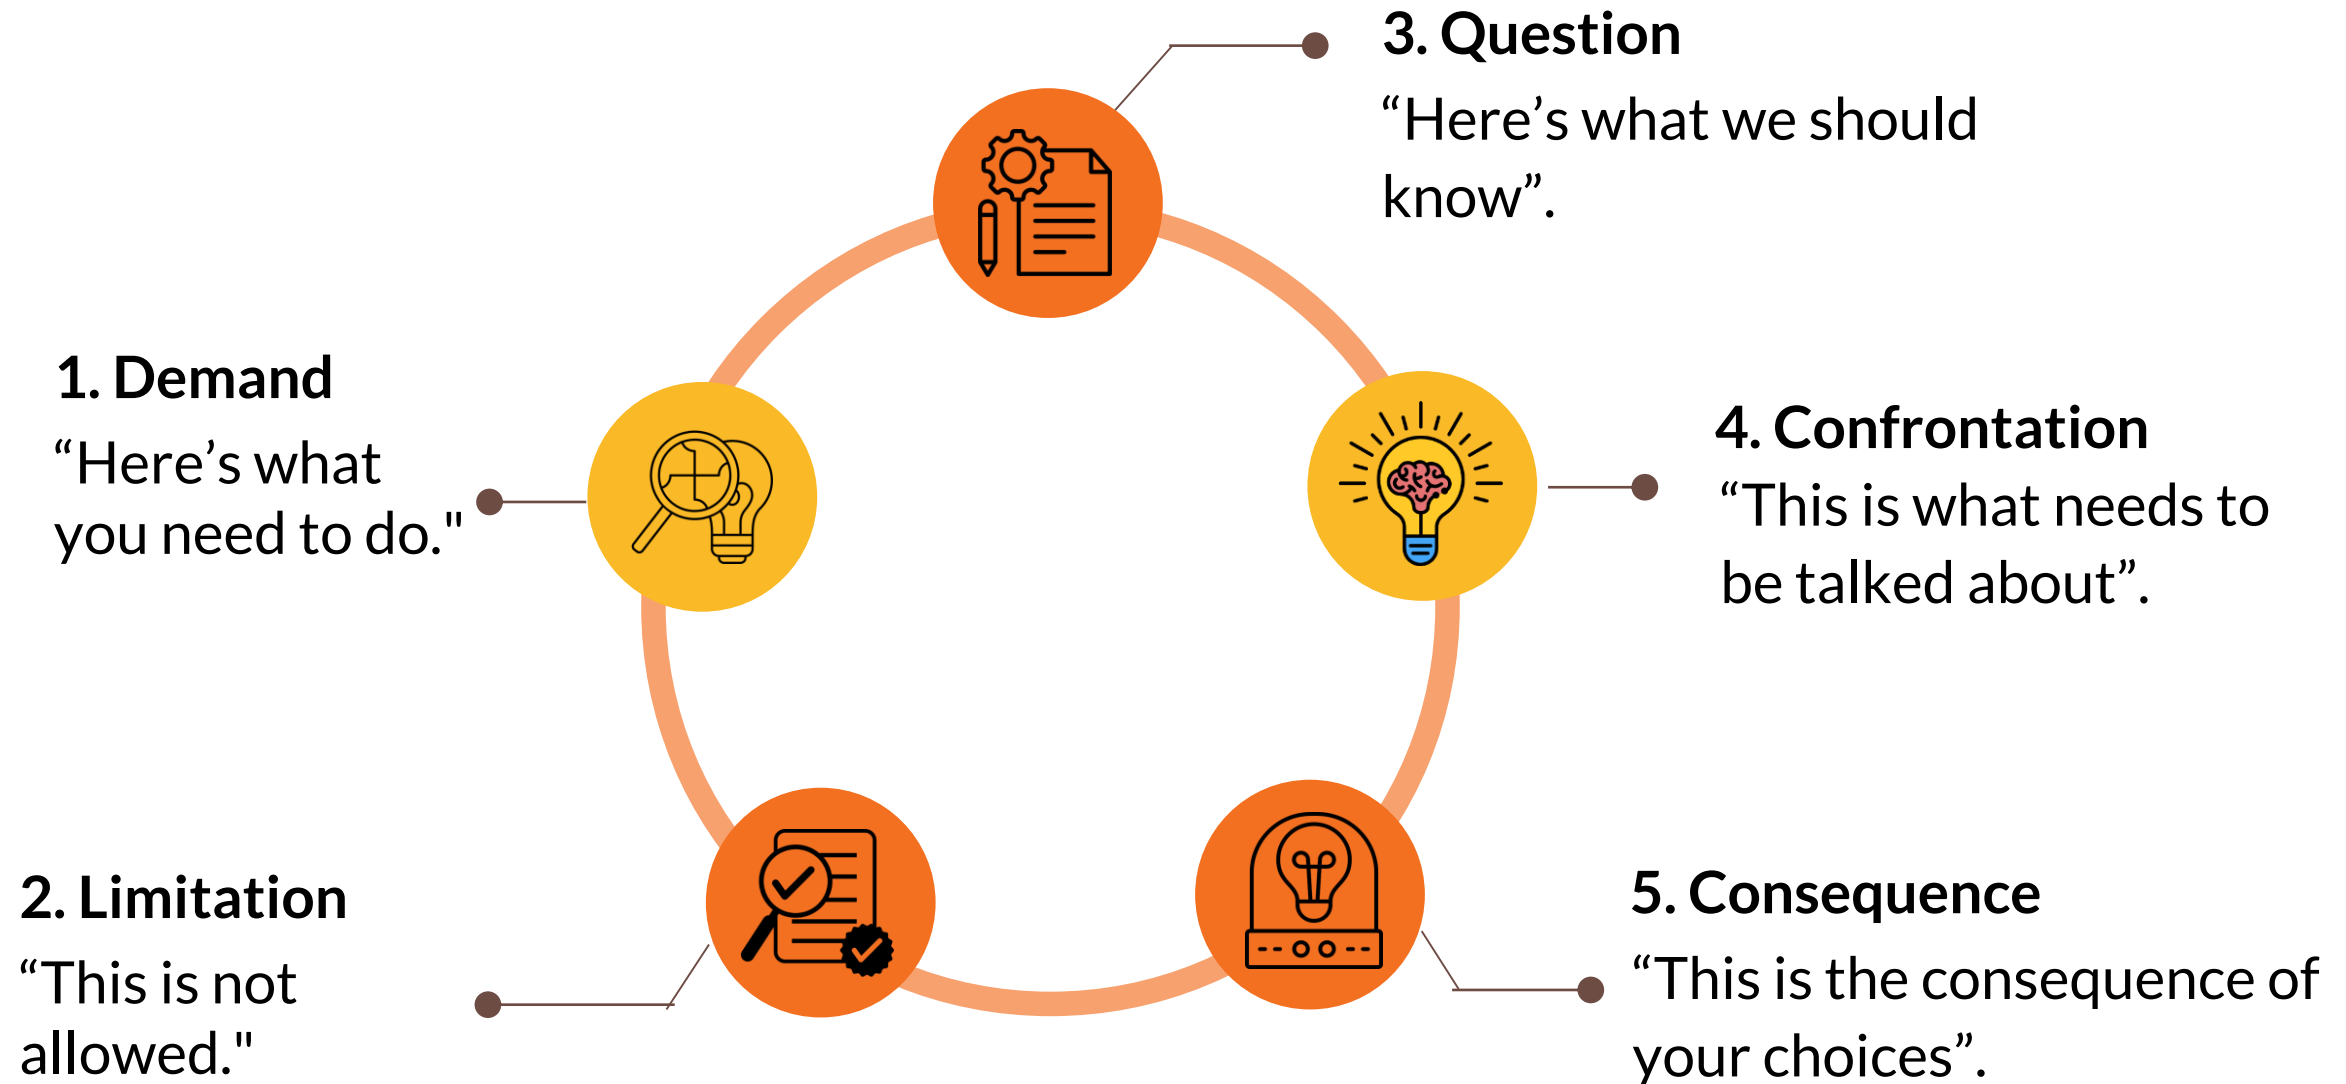 1. Demand
“Here’s what
you need to do."
2. Limitation
“This is not
allowed."
3. Question
“Here’s what we should
know”.
4. Confrontation
“This is what needs to
be talked about”.
5. Consequence
“This is the consequence of
your choices”.